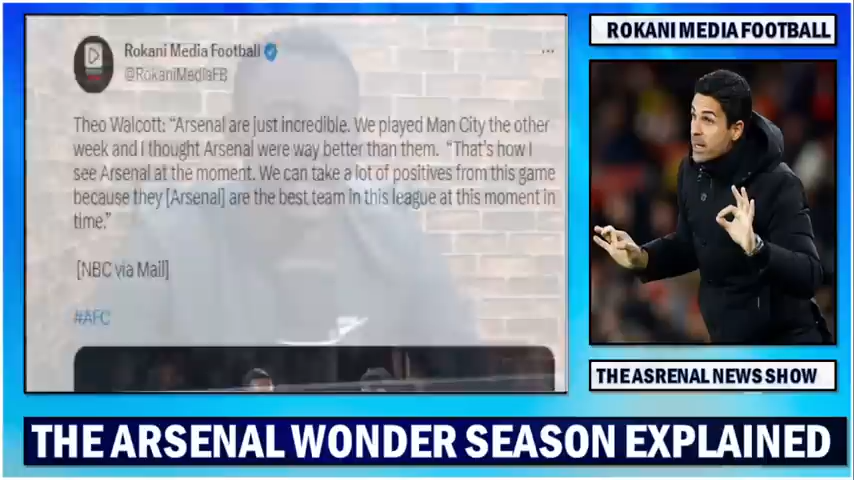 Rokani Media Football
@RokaniMediaFB
Theo Walcott: “Arsenal are just incredible. We played Man City the other
week and I thought Arsenal were way better than them. “That's how I
see Arsenal at the moment. We can take a lot of positives from this game
because they [Arsenal] are the best team in this league at this moment in
time.”
[NBC via Mail]
#AFC
ROKANI MEDIA FOOTBALL
THE ASRENAL NEWS SHOW
THE ARSENAL WONDER SEASON EXPLAINED